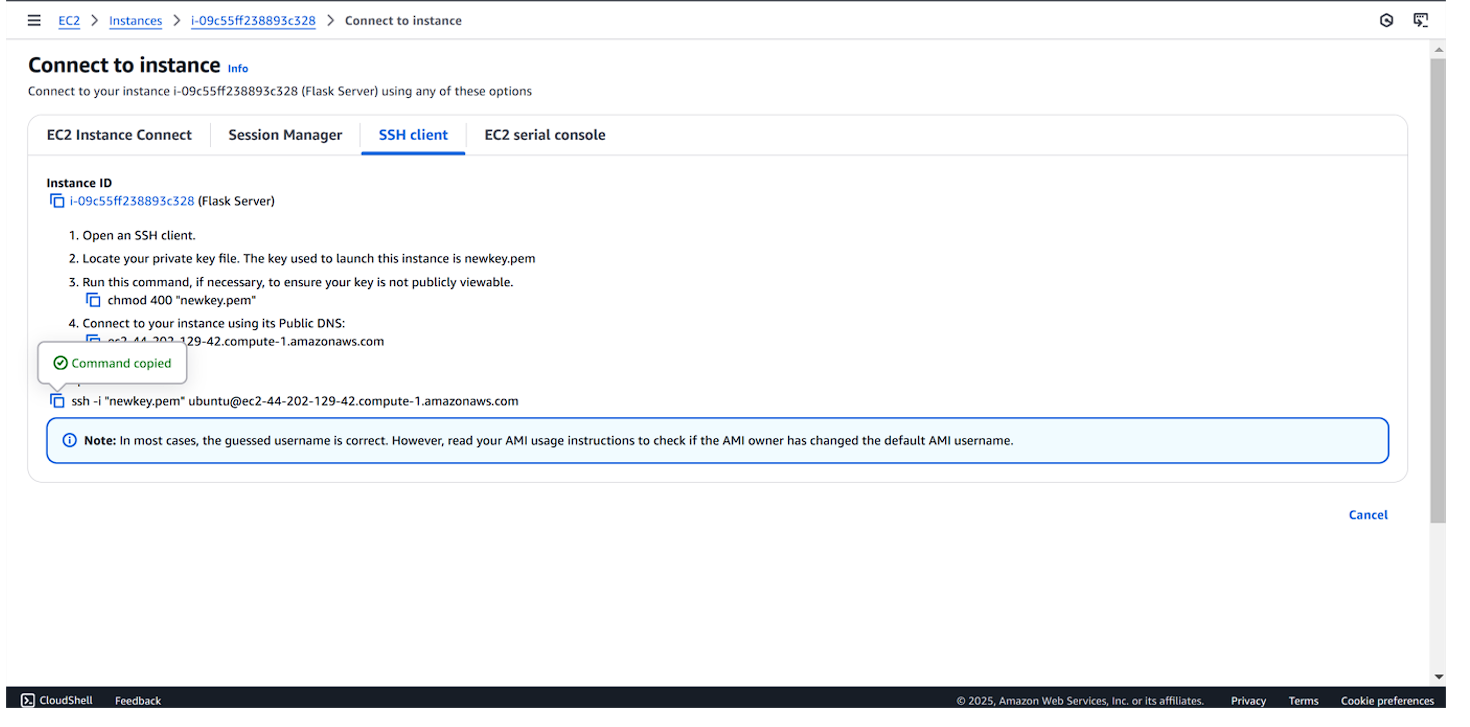 EC2 > Instances > i-09c55ff238893c328 > Connect to instance
Connect to instance Info
Connect to your instance i-09c55ff238893c328 (Flask Server) using any of these options
EC2 Instance Connect Session Manager SSH client EC2 serial console
Instance ID
i-09c55ff238893c328 (Flask Server)
1. Open an SSH client.
2. Locate your private key file. The key used to launch this instance is newkey.pem
3. Run this command, if necessary, to ensure your key is not publicly viewable.
chmod 400 "newkey.pem"
4. Connect to your instance using its Public DNS:
ec2-44-202-129-42.compute-1.amazonaws.com
Command copied
ssh -i "newkey.pem" ubuntu@ec2-44-202-129-42.compute-1.amazonaws.com
Note: In most cases, the guessed username is correct. However, read your AMI usage instructions to check if the AMI owner has changed the default AMI username.
Cancel
CloudShell Feedback © 2025, Amazon Web Services, Inc. or its affiliates. Privacy Terms Cookie preferences